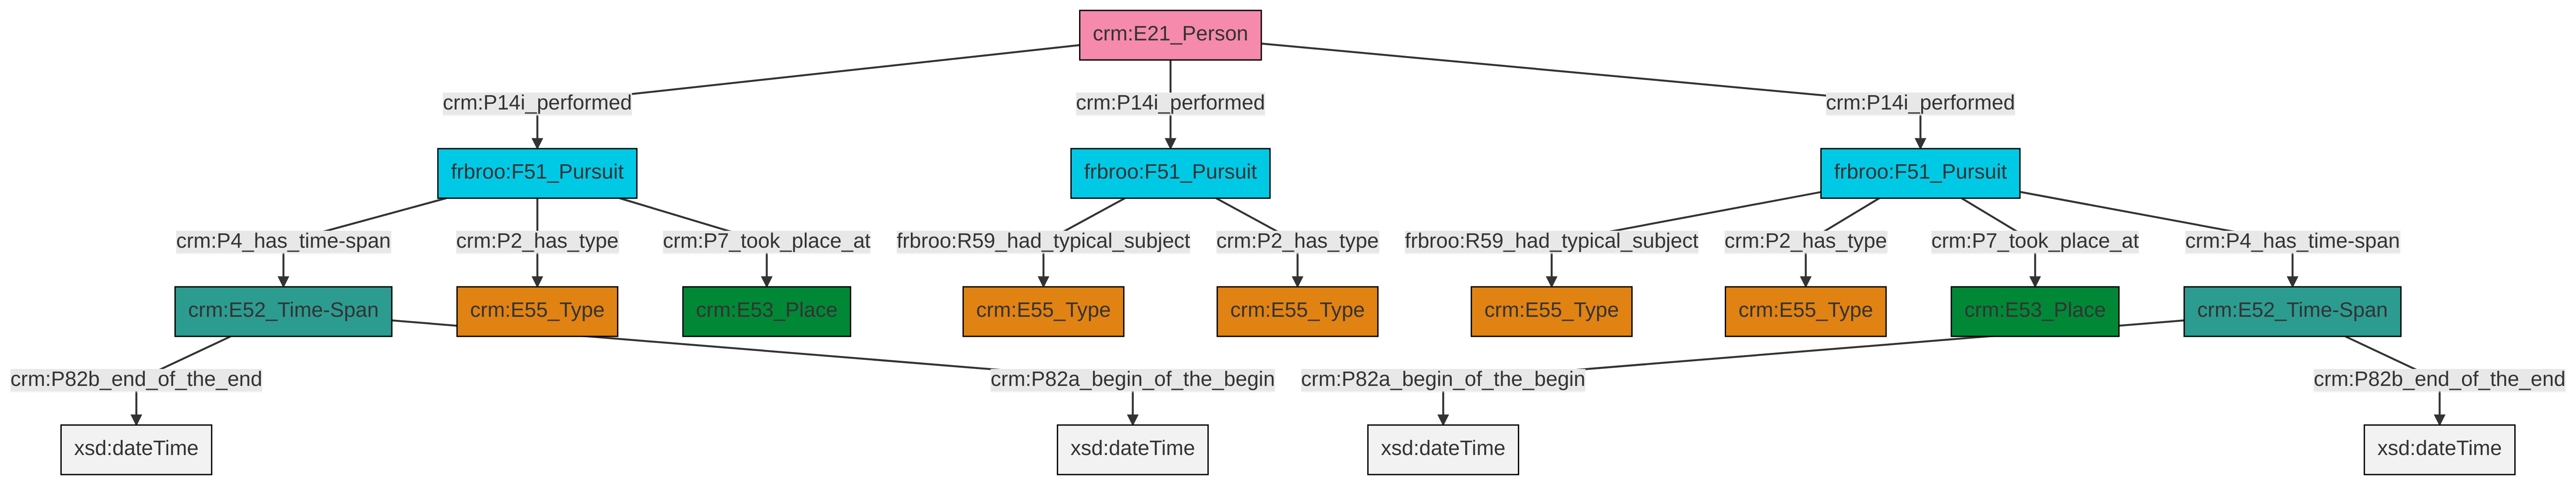 crm:E21_Person
crm:P14i_performed
crm:P14i_performed
crm:P14i_performed
frbroo:F51_Pursuit
frbroo:F51_Pursuit
frbroo:F51_Pursuit
crm:P4_has_time-span
crm:P2_has_type
crm:P7_took_place_at
frbroo:R59_had_typical_subject
crm:P2_has_type
frbroo:R59_had_typical_subject
crm:P2_has_type
crm:P7_took_place_at
crm:P4_has_time-span
crm:E52_Time-Span
crm:E55_Type
crm:E53_Place
crm:E55_Type
crm:E55_Type
crm:E55_Type
crm:E55_Type
crm:E53_Place
crm:E52_Time-Span
crm:P82b_end_of_the_end
crm:P82a_begin_of_the_begin
crm:P82a_begin_of_the_begin
crm:P82b_end_of_the_end
xsd:dateTime
xsd:dateTime
xsd:dateTime
xsd:dateTime